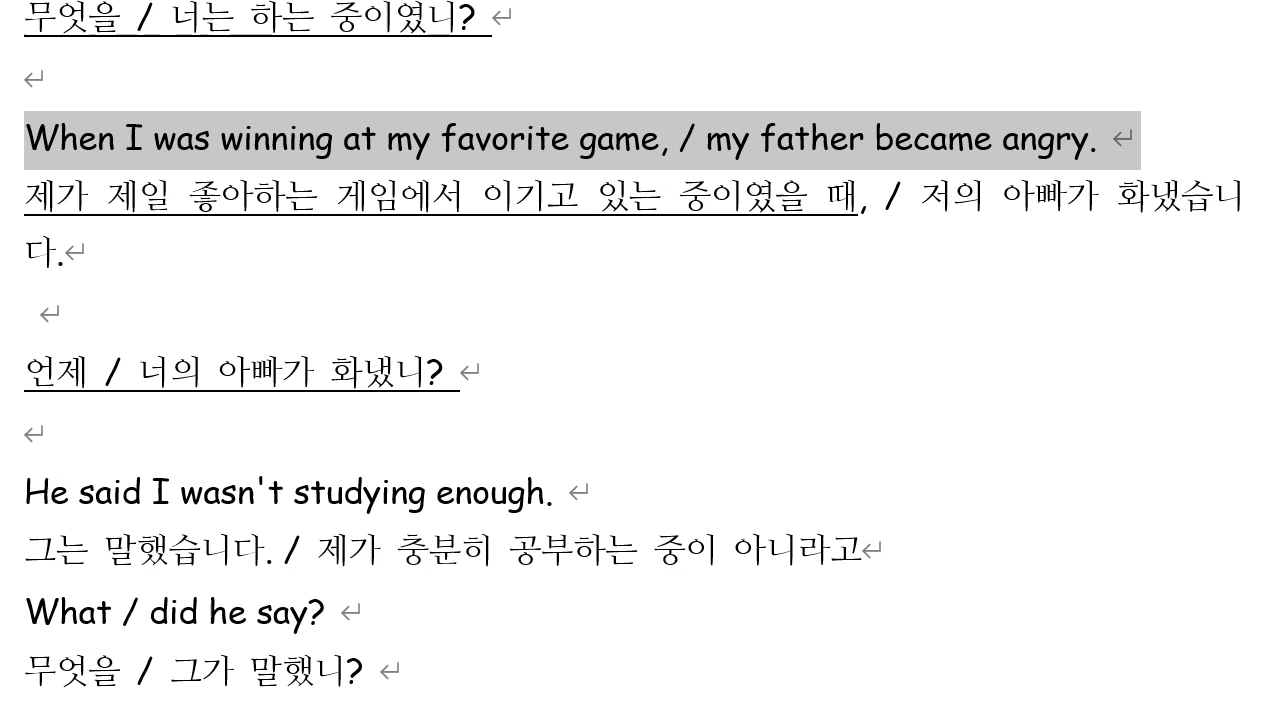 무엇을 / 너는 하는 중이였니?
When I was winning at my favorite game, / my father became angry.
제가 제일 좋아하는 게임에서 이기고 있는 중이였을 때, / 저의 아빠가 화냈습니
다.
언제 / 너의 아빠가 화냈니?
He said I wasn't studying enough.
그는 말했습니다. / 제가 충분히 공부하는 중이 아니라고
What / did he say?
무엇을 / 그가 말했니?